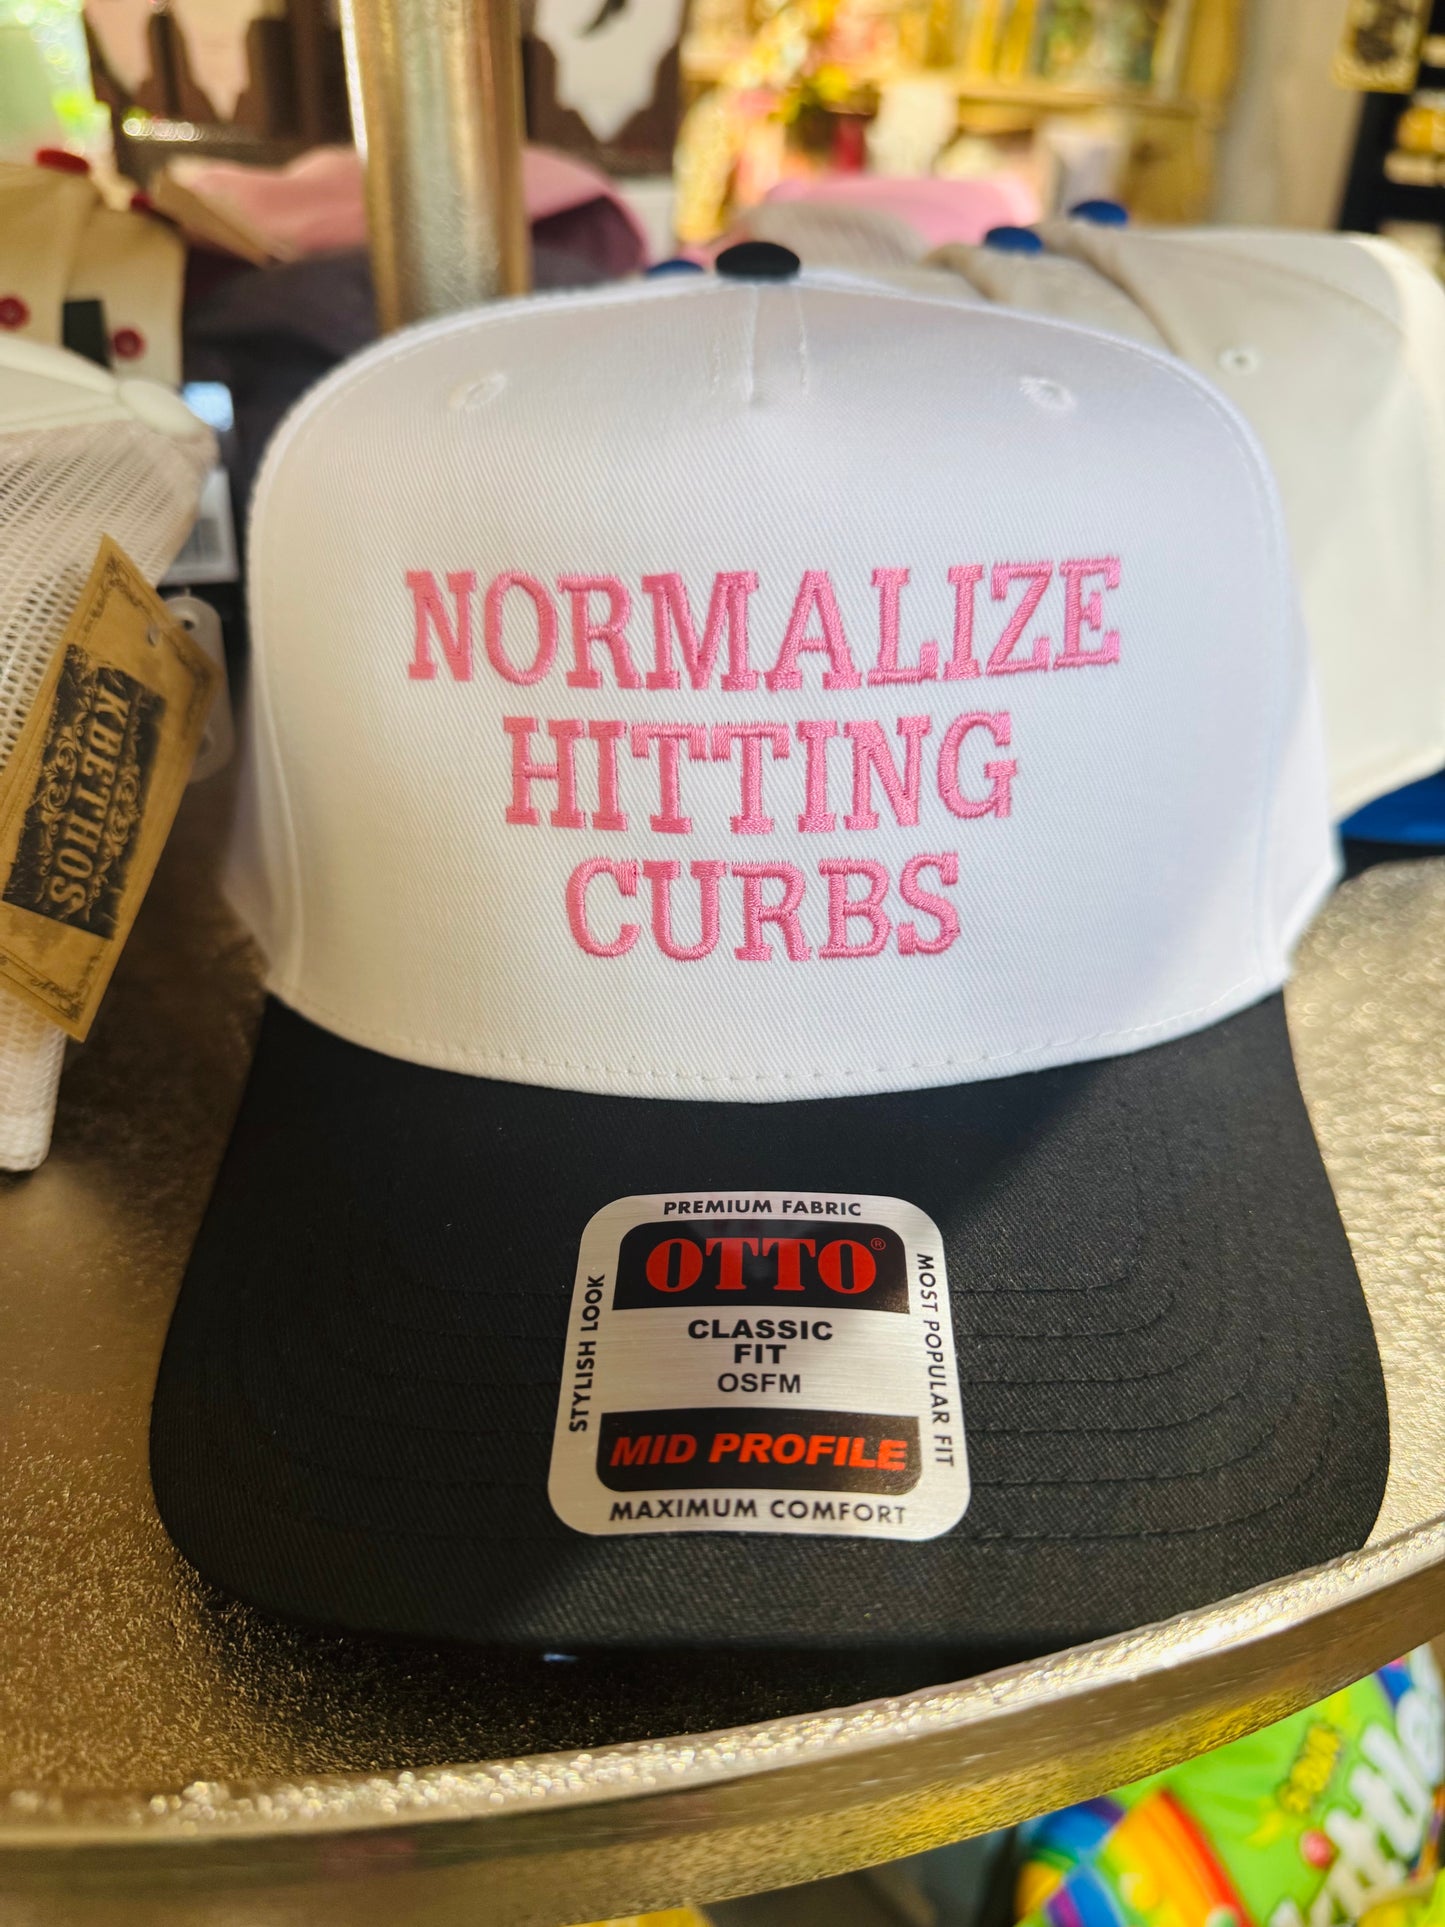 NORMALIZE
HITTING
CURBS
KBETHOS
PREMIUM FABRIC
OTTO®
STYLISH LOOK
CLASSIC
FIT
OSFM
MOST POPULAR FIT
MID PROFILE
MAXIMUM COMFORT